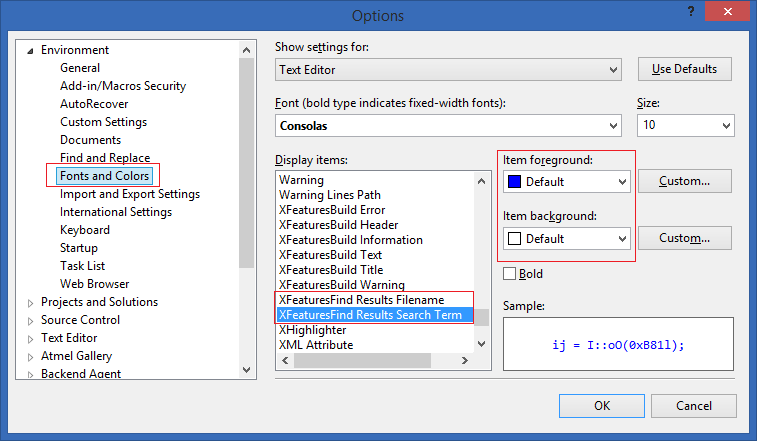 Options
?
Environment
General
Add-in/Macros Security
AutoRecover
Custom Settings
Documents
Find and Replace
Fonts and Colors
Import and Export Settings
International Settings
Keyboard
Startup
Task List
Web Browser
Projects and Solutions
Source Control
Text Editor
Atmel Gallery
Backend Agent
Show settings for:
Text Editor
Use Defaults
Font (bold type indicates fixed-width fonts):
Size:
Consolas
10
Display items:
Warning
Warning Lines Path
XFeaturesBuild Error
XFeaturesBuild Header
XFeaturesBuild Information
XFeaturesBuild Text
XFeaturesBuild Title
XFeaturesBuild Warning
XFeaturesFind Results Filename
XFeaturesFind Results Search Term
XHighlighter
XML Attribute
Item foreground:
Default
Custom...
Item background:
Default
Custom...
Bold
Sample:
ij = I::oO(0xB81l);
OK
Cancel